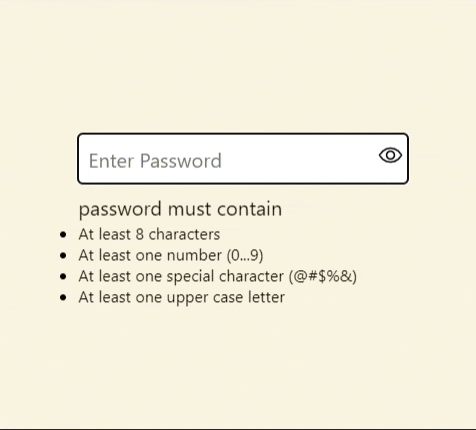 Enter Password
password must contain
At least 8 characters
At least one number (0...9)
At least one special character (@#$%&)
At least one upper case letter